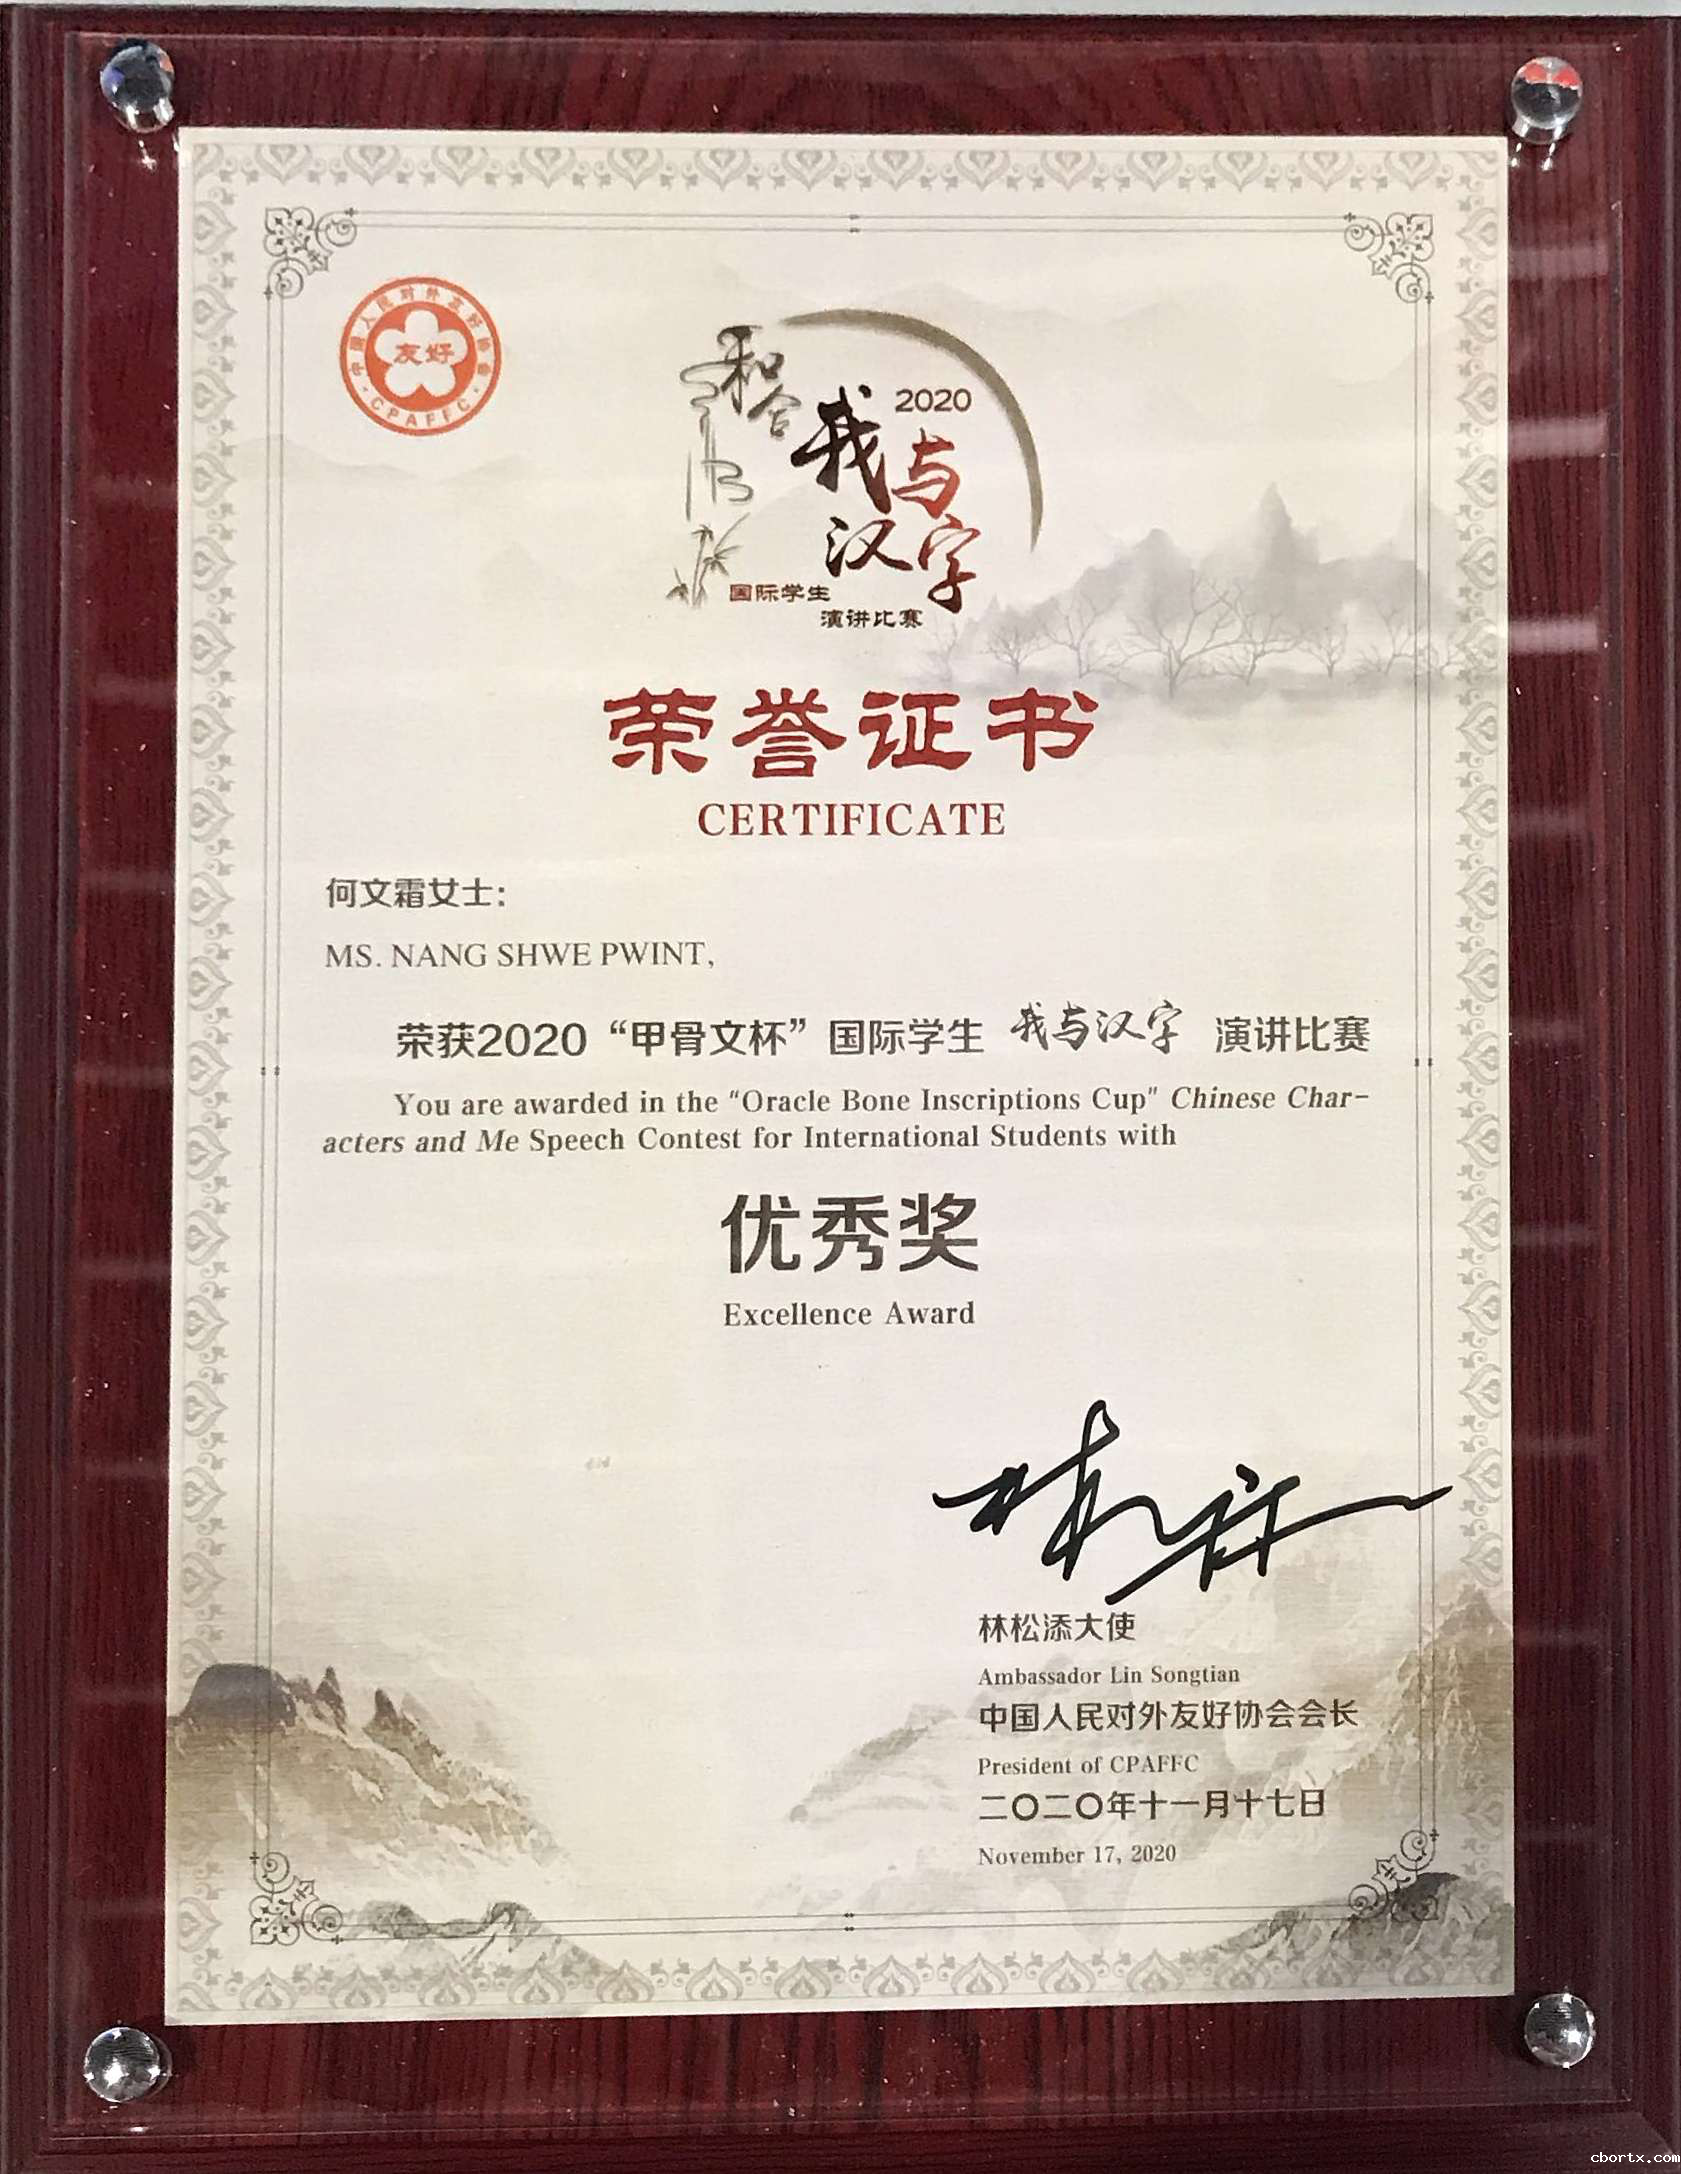 中国人民对外友好协会
友好
CPAFFC
和合
2020
我与
汉字
国际学生
演讲比赛
荣誉证书
CERTIFICATE
何文霜女士:
MS. NANG SHWE PWINT,
荣获2020“甲骨文杯”国际学生 我与汉字 演讲比赛
You are awarded in the "Oracle Bone Inscriptions Cup" Chinese Char-
acters and Me Speech Contest for International Students with
优秀奖
Excellence Award
林松添大使
Ambassador Lin Songtian
中国人民对外友好协会会长
President of CPAFFC
二〇二〇年十一月十七日
November 17, 2020
cbortx.com